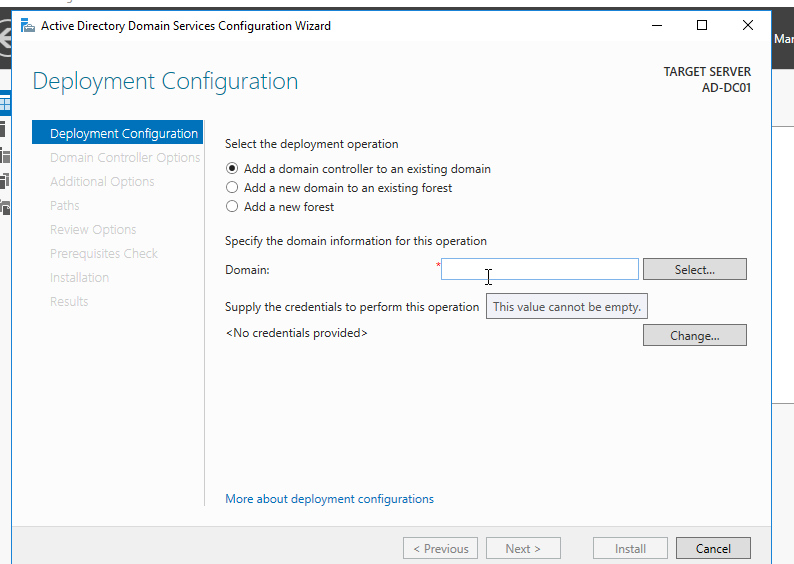 Active Directory Domain Services Configuration Wizard
Mar
Deployment Configuration
TARGET SERVER
AD-DC01
Deployment Configuration
Domain Controller Options
Additional Options
Paths
Review Options
Prerequisites Check
Installation
Results
Select the deployment operation
Add a domain controller to an existing domain
Add a new domain to an existing forest
Add a new forest
Specify the domain information for this operation
Domain: * Select...
Supply the credentials to perform this operation This value cannot be empty.
<No credentials provided> Change...
More about deployment configurations
< Previous Next > Install Cancel